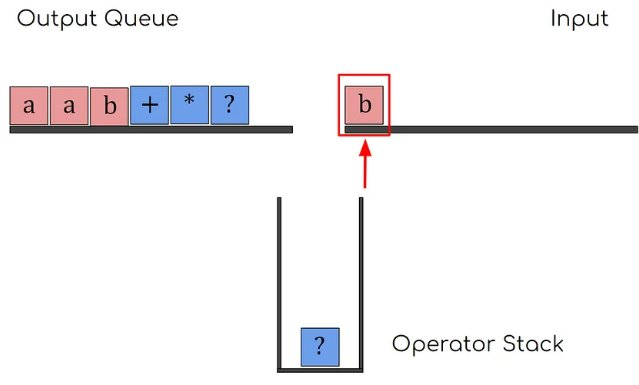 Output Queue Input
a a b + * ? b
? Operator Stack